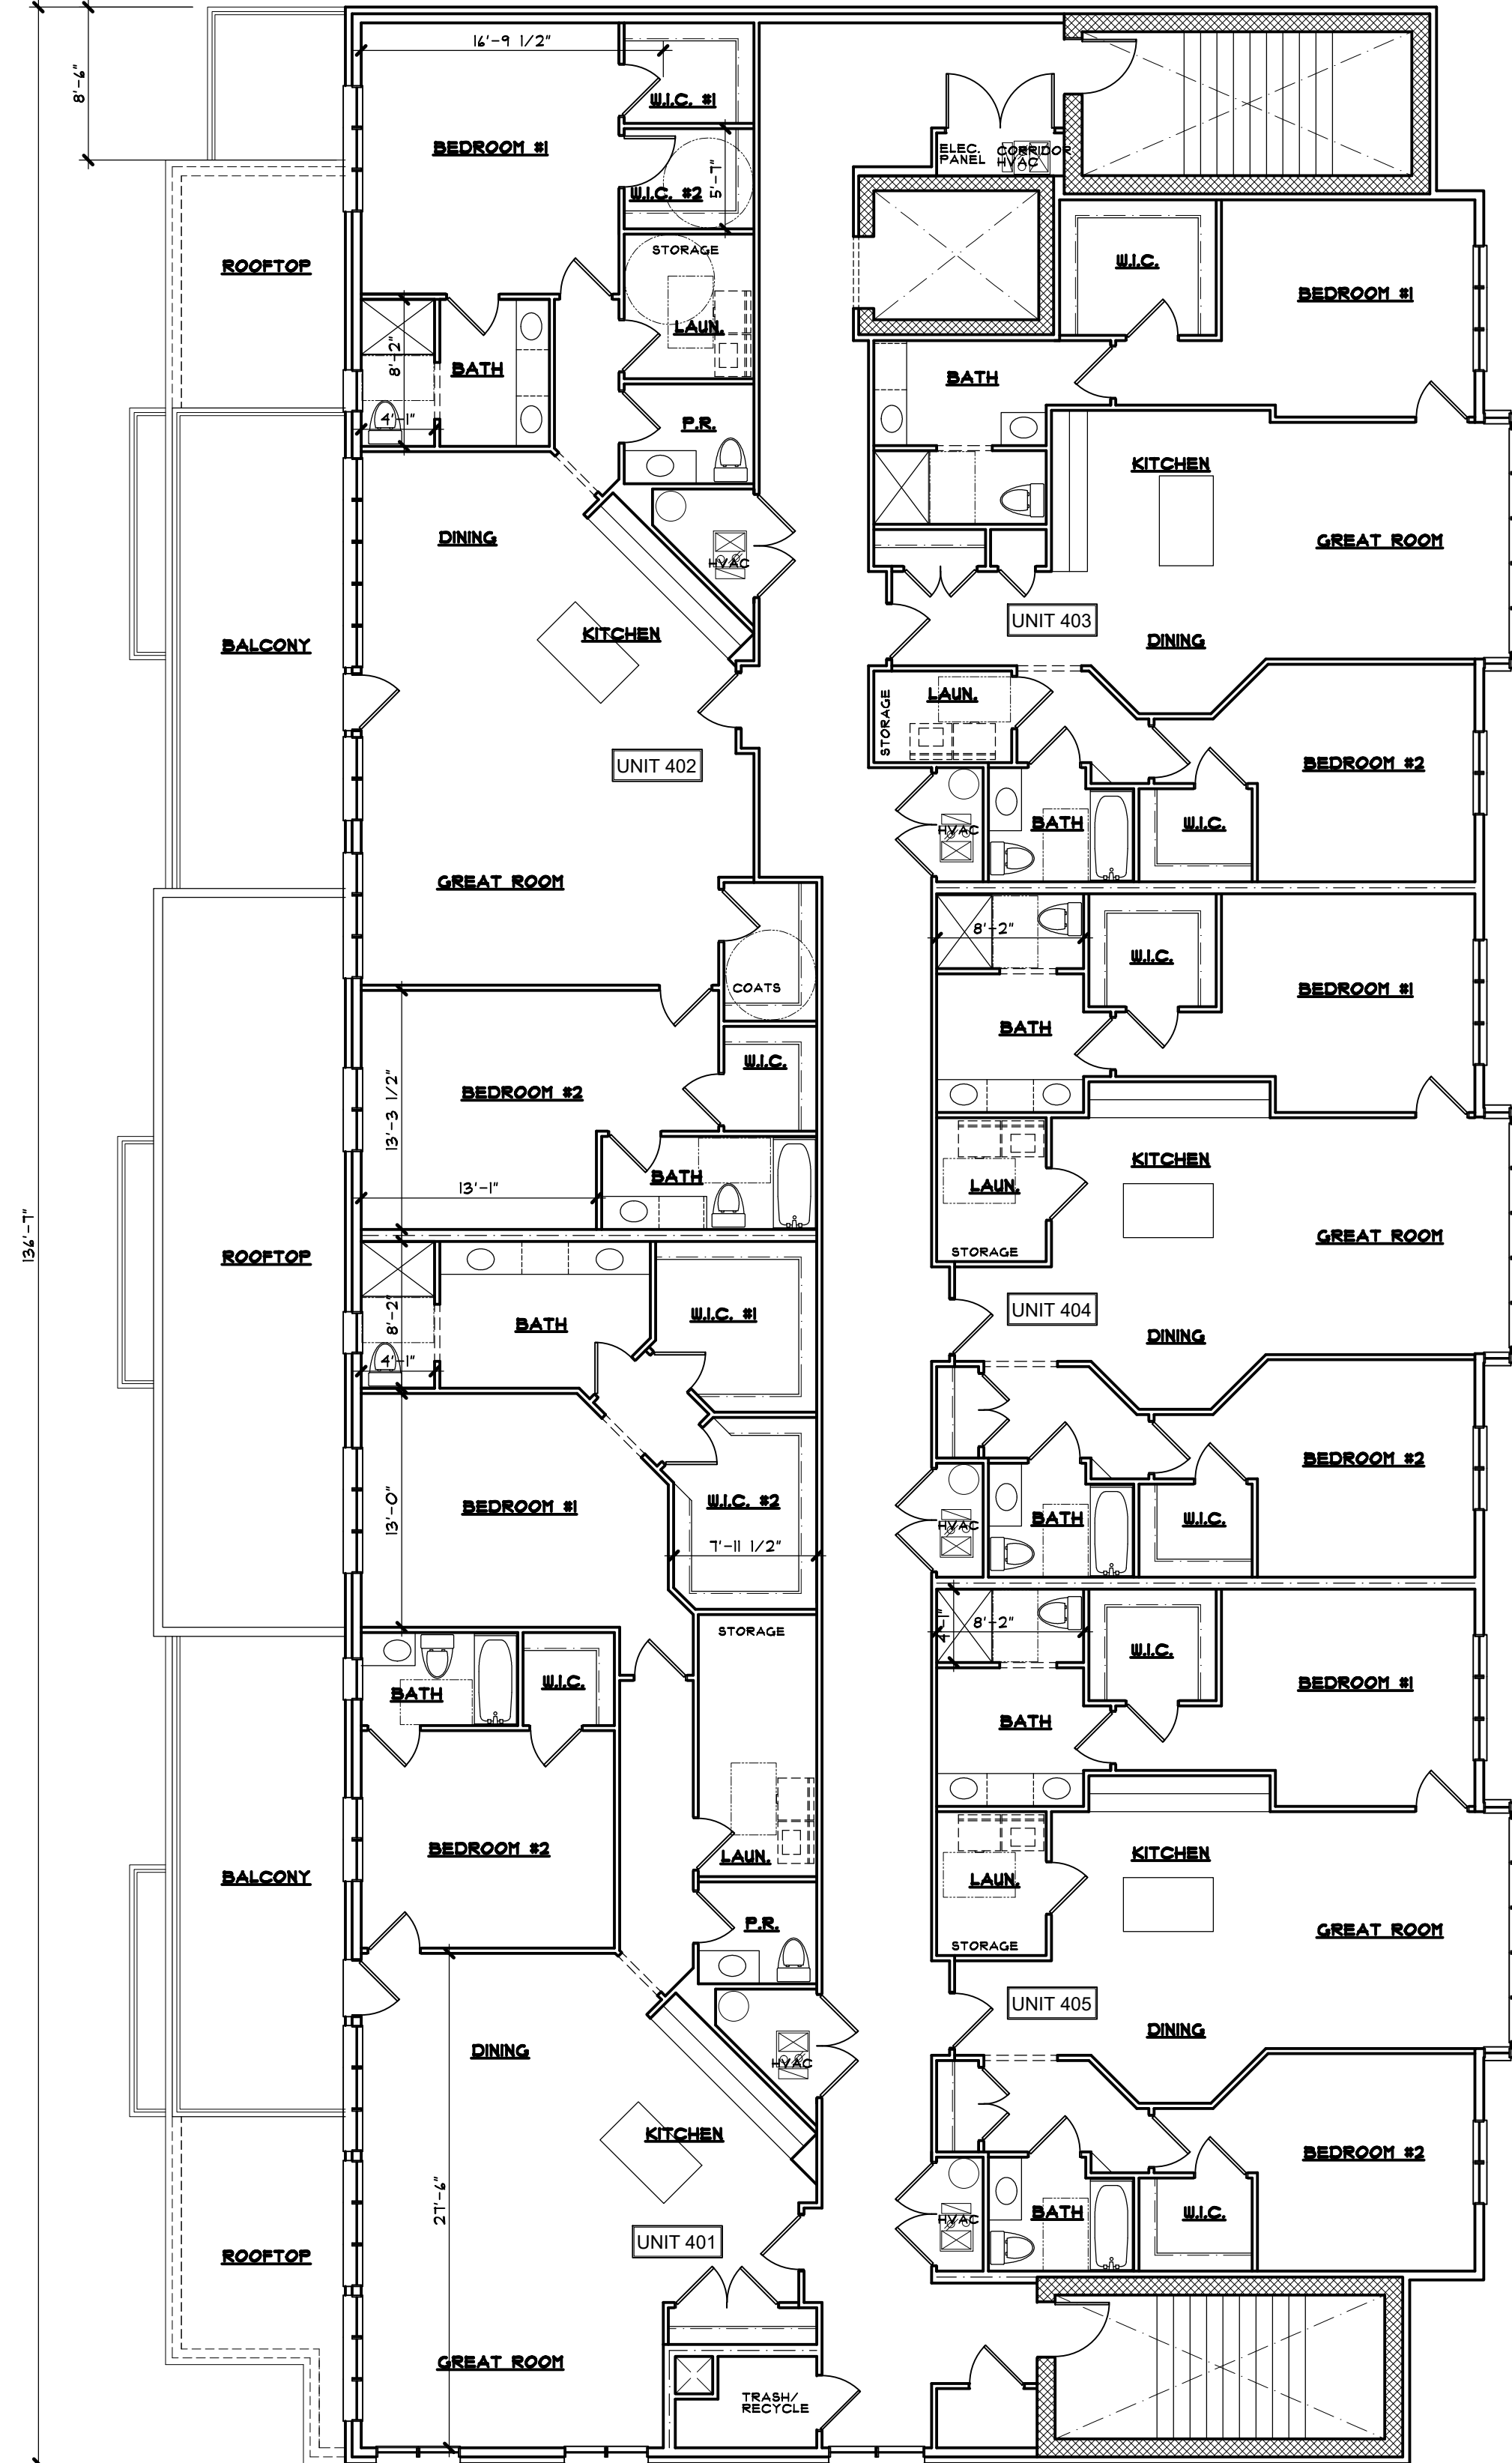 16'-9 1/2"
8'-6"
W.I.C. #1
BEDROOM #1
ELEC.
PANEL
CORRIDOR
HVAC
W.I.C. #2
5'-7"
STORAGE
ROOFTOP
W.I.C.
BEDROOM #1
LAUN.
8'-2"
BATH
BATH
4'-1"
P.R.
KITCHEN
DINING
GREAT ROOM
HVAC
UNIT 403
KITCHEN
DINING
BALCONY
LAUN.
STORAGE
UNIT 402
BEDROOM #2
HVAC
BATH
W.I.C.
GREAT ROOM
8'-2"
W.I.C.
COATS
BEDROOM #1
BATH
W.I.C.
BEDROOM #2
13'-3 1/2"
KITCHEN
BATH
13'-1"
LAUN.
136'-7"
GREAT ROOM
STORAGE
ROOFTOP
8'-2"
W.I.C. #1
BATH
UNIT 404
DINING
4'-1"
BEDROOM #2
13'-0"
BEDROOM #1
W.I.C. #2
7'-11 1/2"
HVAC
BATH
W.I.C.
4'-1"
8'-2"
STORAGE
W.I.C.
W.I.C.
BATH
BEDROOM #1
BATH
BEDROOM #2
LAUN.
KITCHEN
BALCONY
LAUN.
P.R.
GREAT ROOM
STORAGE
UNIT 405
DINING
DINING
HVAC
KITCHEN
BEDROOM #2
27'-6"
HVAC
BATH
W.I.C.
UNIT 401
ROOFTOP
GREAT ROOM
TRASH/
RECYCLE